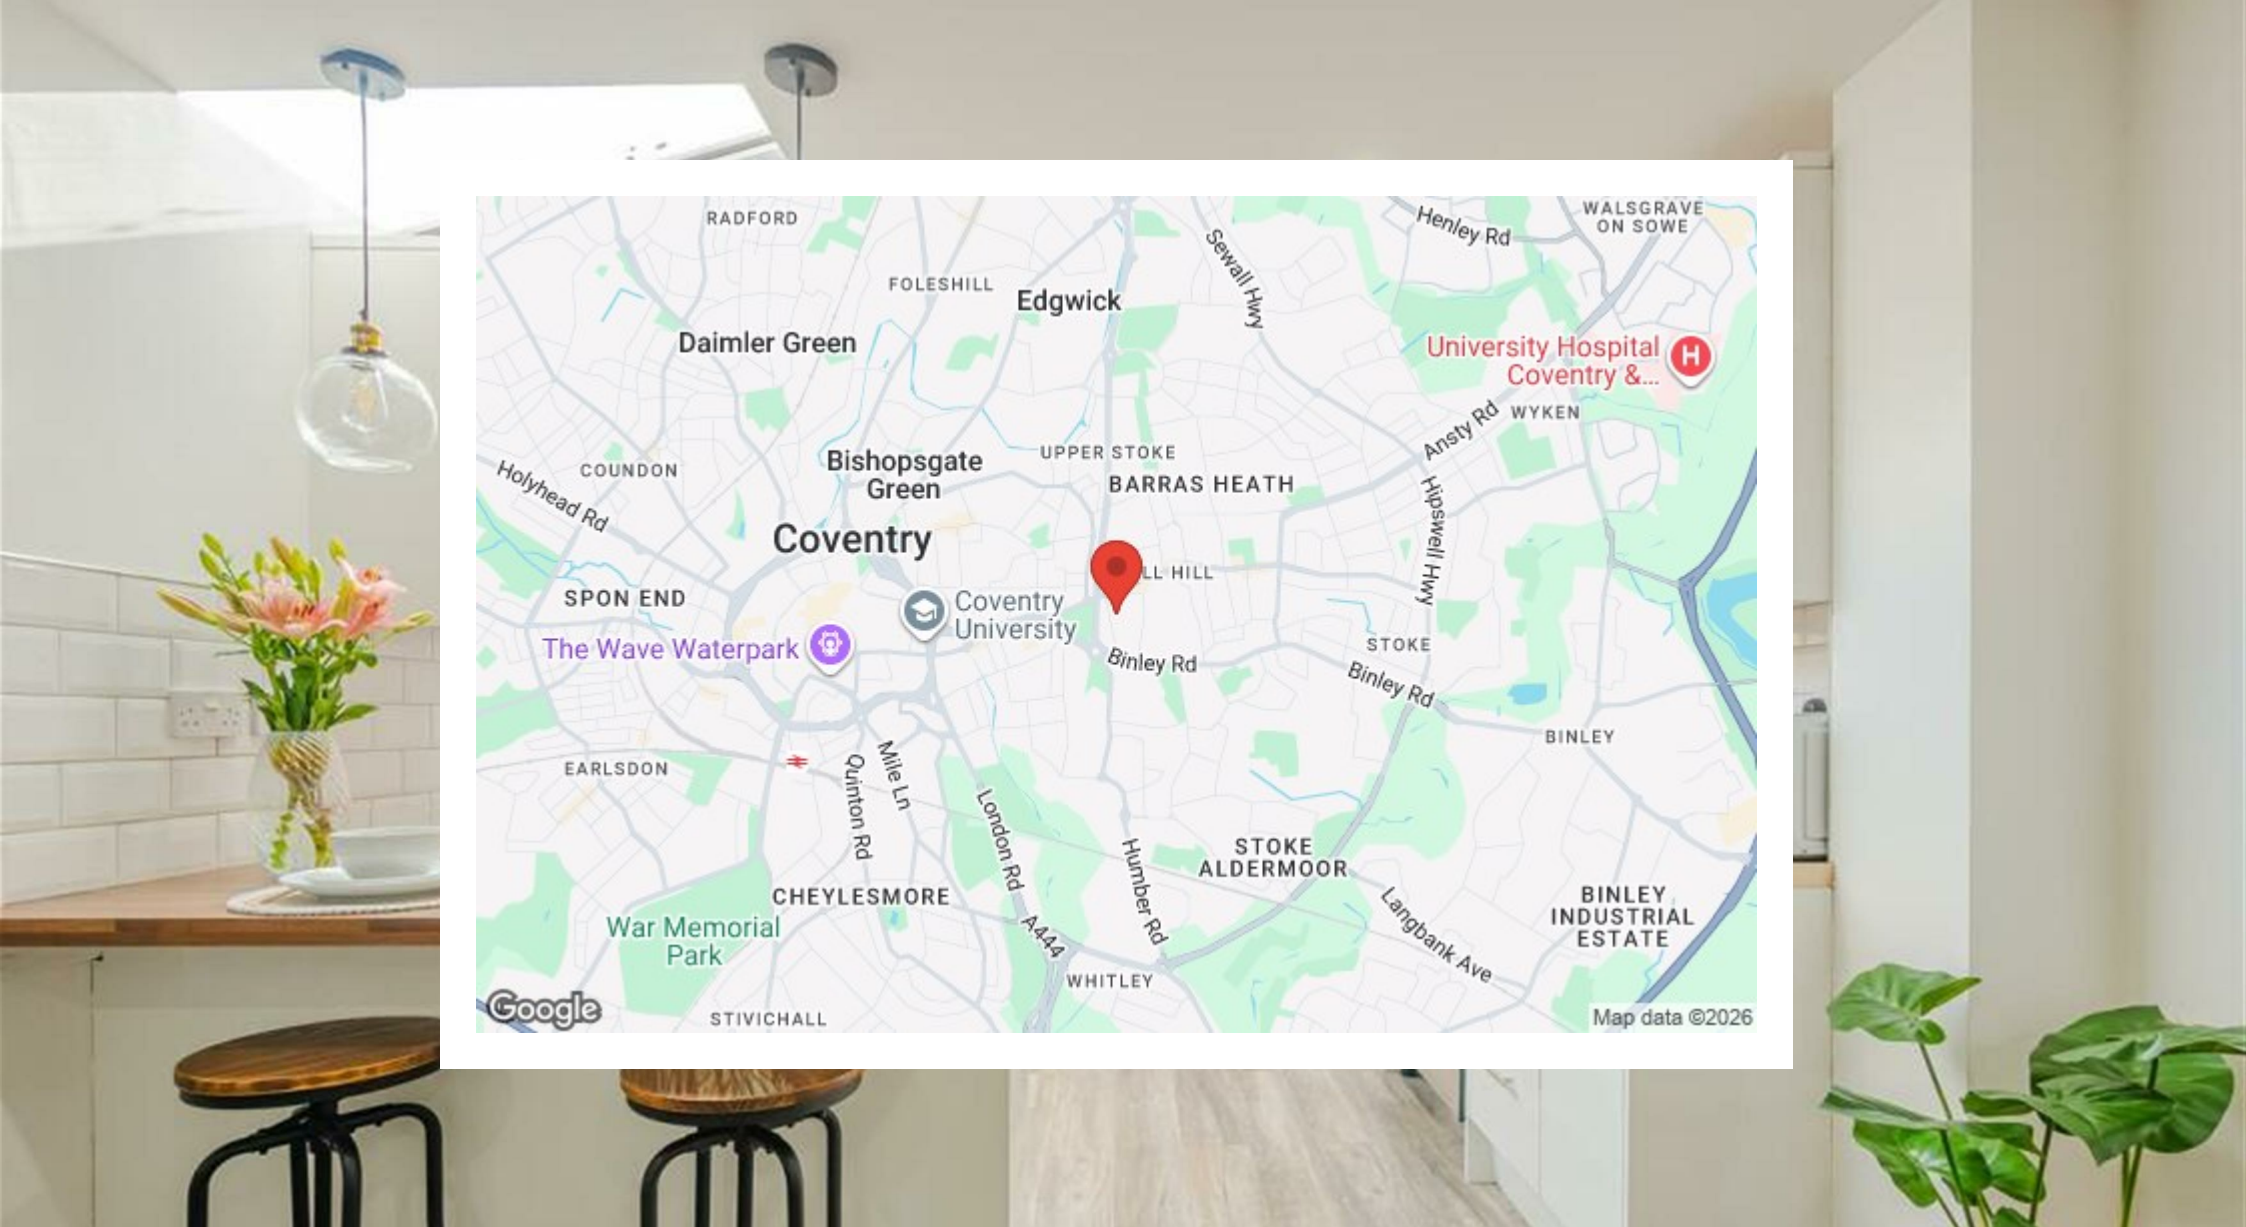 RADFORD
Henley Rd
WALSGRAVE
ON SOWE
Sewall Hwy
FOLESHILL
Edgwick
Daimler Green
University Hospital
Coventry &...
H
WYKEN
Ansty Rd
UPPER STOKE
Bishopsgate
Green
BARRAS HEATH
COUNDON
Holyhead Rd
Hipswell Hwy
Coventry
LL HILL
SPON END
Coventry
University
The Wave Waterpark
STOKE
Binley Rd
Binley Rd
BINLEY
EARLSDON
Mile Ln
Quinton Rd
London Rd
Humber Rd
STOKE
ALDERMOOR
CHEYLESMORE
War Memorial
Park
A444
Langbank Ave
BINLEY
INDUSTRIAL
ESTATE
WHITLEY
Google
STIVICHALL
Map data ©2026